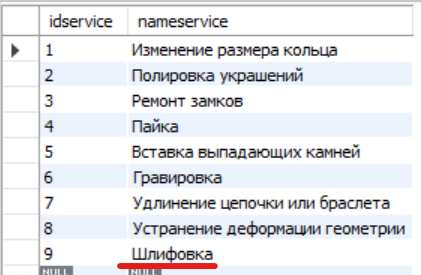 idservice nameservice
1 Изменение размера кольца
2 Полировка украшений
3 Ремонт замков
4 Пайка
5 Вставка выпадающих камней
6 Гравировка
7 Удлинение цепочки или браслета
8 Устранение деформации геометрии
9 Шлифовка
NULL NULL